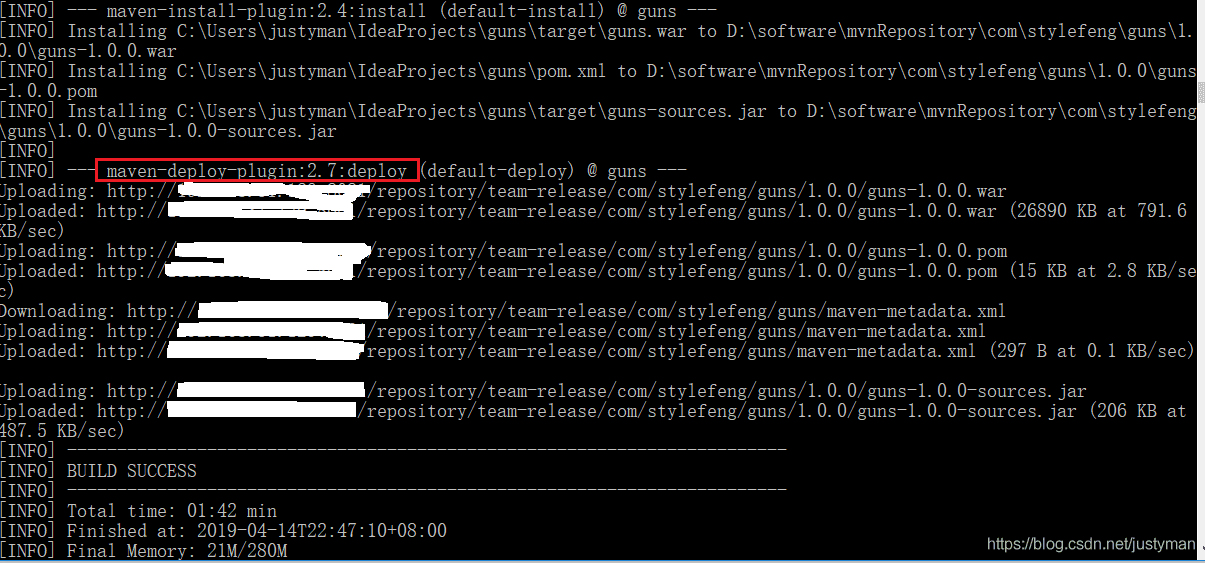 [INFO] --- maven-install-plugin:2.4:install (default-install) @ guns ---
[INFO] Installing C:\Users\justyman\IdeaProjects\guns\target\guns.war to D:\software\mvnRepository\com\stylefeng\guns\1.
0.0\guns-1.0.0.war
[INFO] Installing C:\Users\justyman\IdeaProjects\guns\pom.xml to D:\software\mvnRepository\com\stylefeng\guns\1.0.0\guns
-1.0.0.pom
[INFO] Installing C:\Users\justyman\IdeaProjects\guns\target\guns-sources.jar to D:\software\mvnRepository\com\stylefeng
\guns\1.0.0\guns-1.0.0-sources.jar
[INFO]
[INFO] --- maven-deploy-plugin:2.7:deploy (default-deploy) @ guns ---
Uploading: http:// /repository/team-release/com/stylefeng/guns/1.0.0/guns-1.0.0.war
Uploaded: http:// /repository/team-release/com/stylefeng/guns/1.0.0/guns-1.0.0.war (26890 KB at 791.6
KB/sec)
Uploading: http:// /repository/team-release/com/stylefeng/guns/1.0.0/guns-1.0.0.pom
Uploaded: http:// /repository/team-release/com/stylefeng/guns/1.0.0/guns-1.0.0.pom (15 KB at 2.8 KB/se
c)
Downloading: http:// /repository/team-release/com/stylefeng/guns/maven-metadata.xml
Uploading: http:// /repository/team-release/com/stylefeng/guns/maven-metadata.xml
Uploaded: http:// /repository/team-release/com/stylefeng/guns/maven-metadata.xml (297 B at 0.1 KB/sec)
Uploading: http:// /repository/team-release/com/stylefeng/guns/1.0.0/guns-1.0.0-sources.jar
Uploaded: http:// /repository/team-release/com/stylefeng/guns/1.0.0/guns-1.0.0-sources.jar (206 KB at
487.5 KB/sec)
[INFO] ------------------------------------------------------------------------
[INFO] BUILD SUCCESS
[INFO] ------------------------------------------------------------------------
[INFO] Total time: 01:42 min
[INFO] Finished at: 2019-04-14T22:47:10+08:00
[INFO] Final Memory: 21M/280M
https://blog.csdn.net/justyman